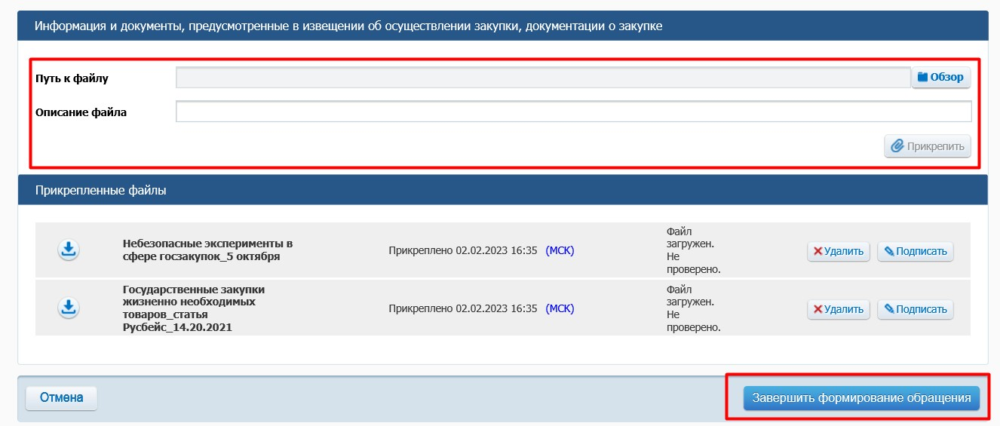 Информация и документы, предусмотренные в извещении об осуществлении закупки, документации о закупке
Путь к файлу
Обзор
Описание файла
Прикрепить
Прикрепленные файлы
Небезопасные эксперименты в
сфере госзакупок_5 октября
Прикреплено 02.02.2023 16:35 (МСК)
Файл
загружен.
Не
проверено.
Удалить
Подписать
Государственные закупки
жизненно необходимых
товаров_статья
Русбейс_14.20.2021
Прикреплено 02.02.2023 16:35 (МСК)
Файл
загружен.
Не
проверено.
Удалить
Подписать
Отмена
Завершить формирование обращения